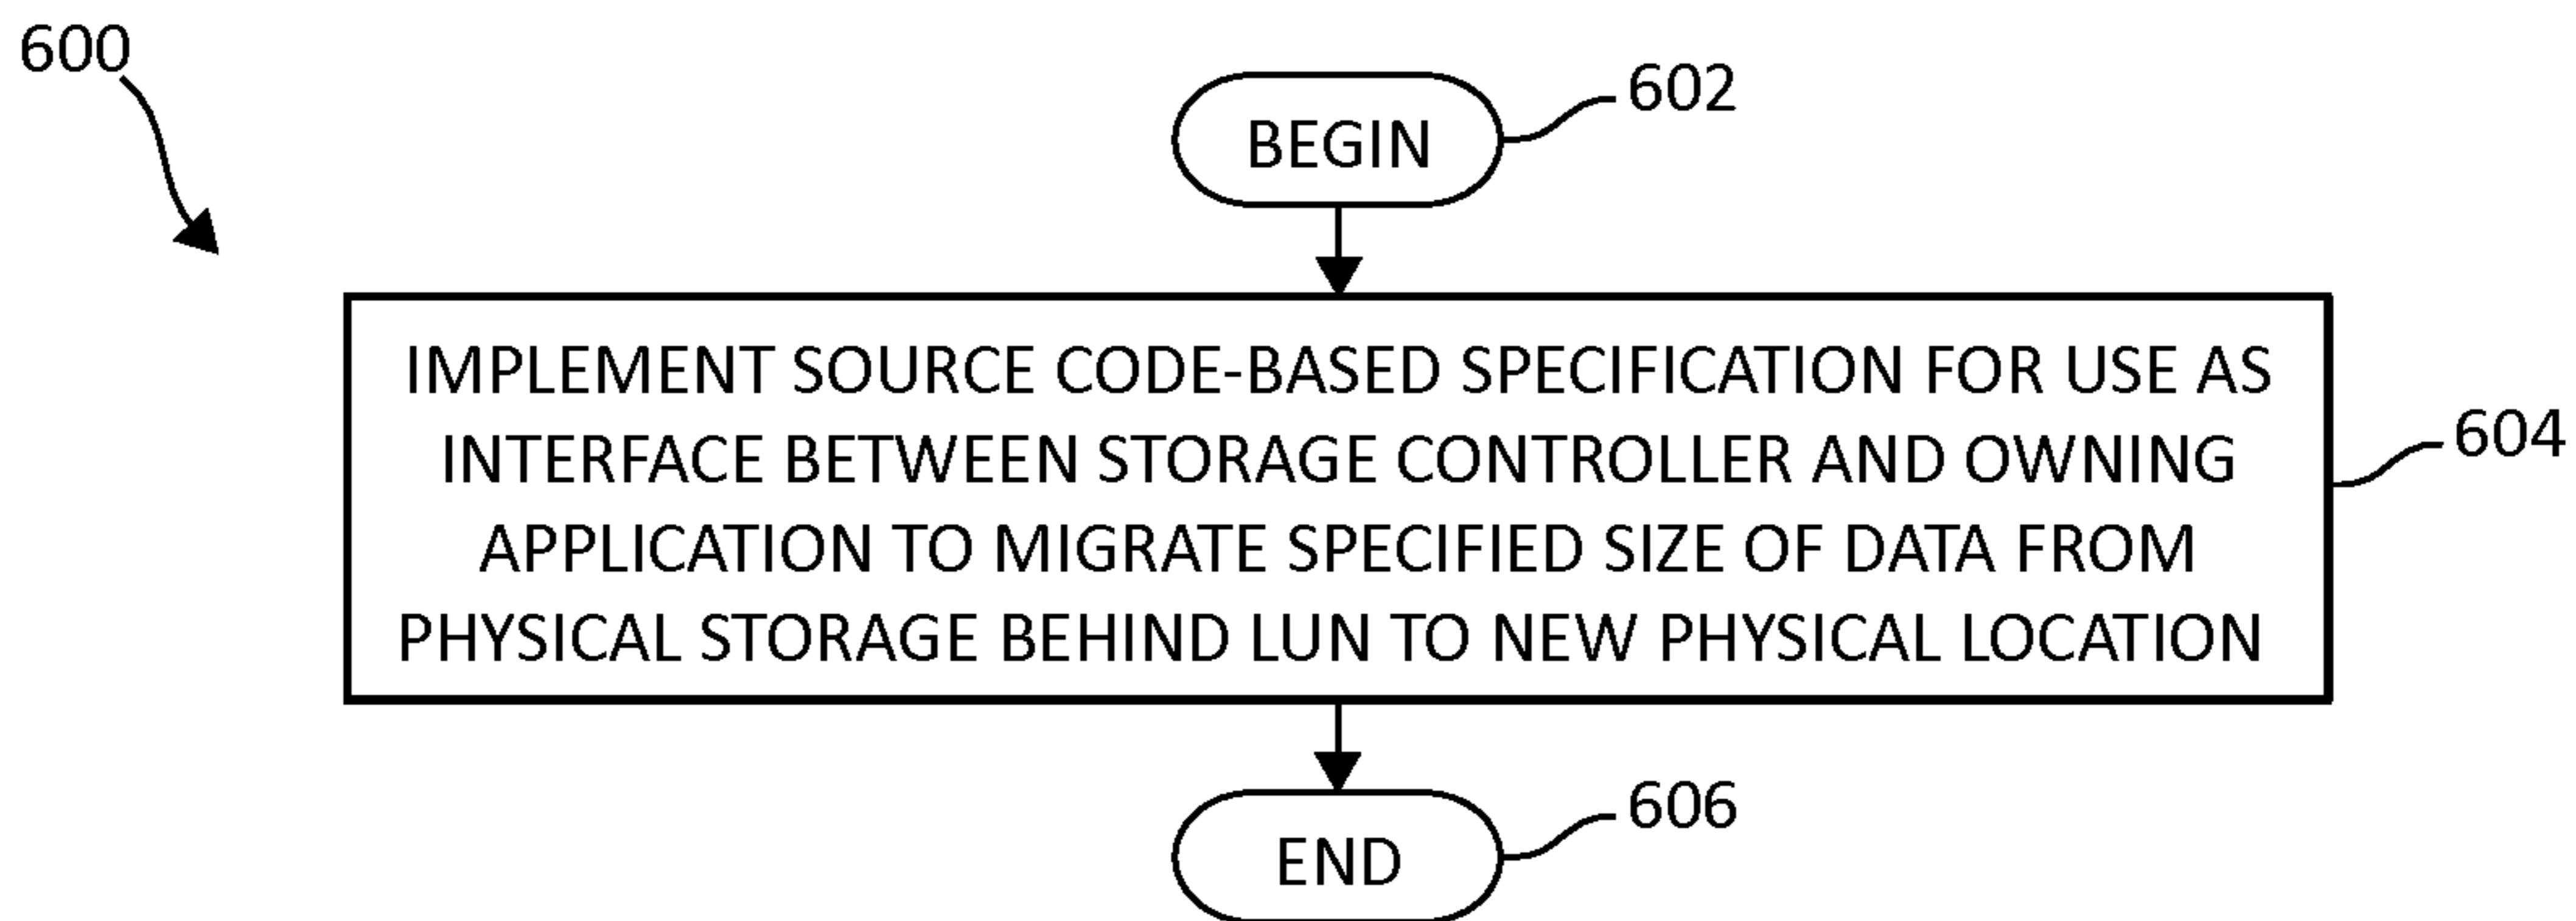 600
602
BEGIN
IMPLEMENT SOURCE CODE-BASED SPECIFICATION FOR USE AS
INTERFACE BETWEEN STORAGE CONTROLLER AND OWNING
APPLICATION TO MIGRATE SPECIFIED SIZE OF DATA FROM
PHYSICAL STORAGE BEHIND LUN TO NEW PHYSICAL LOCATION
604
606
END